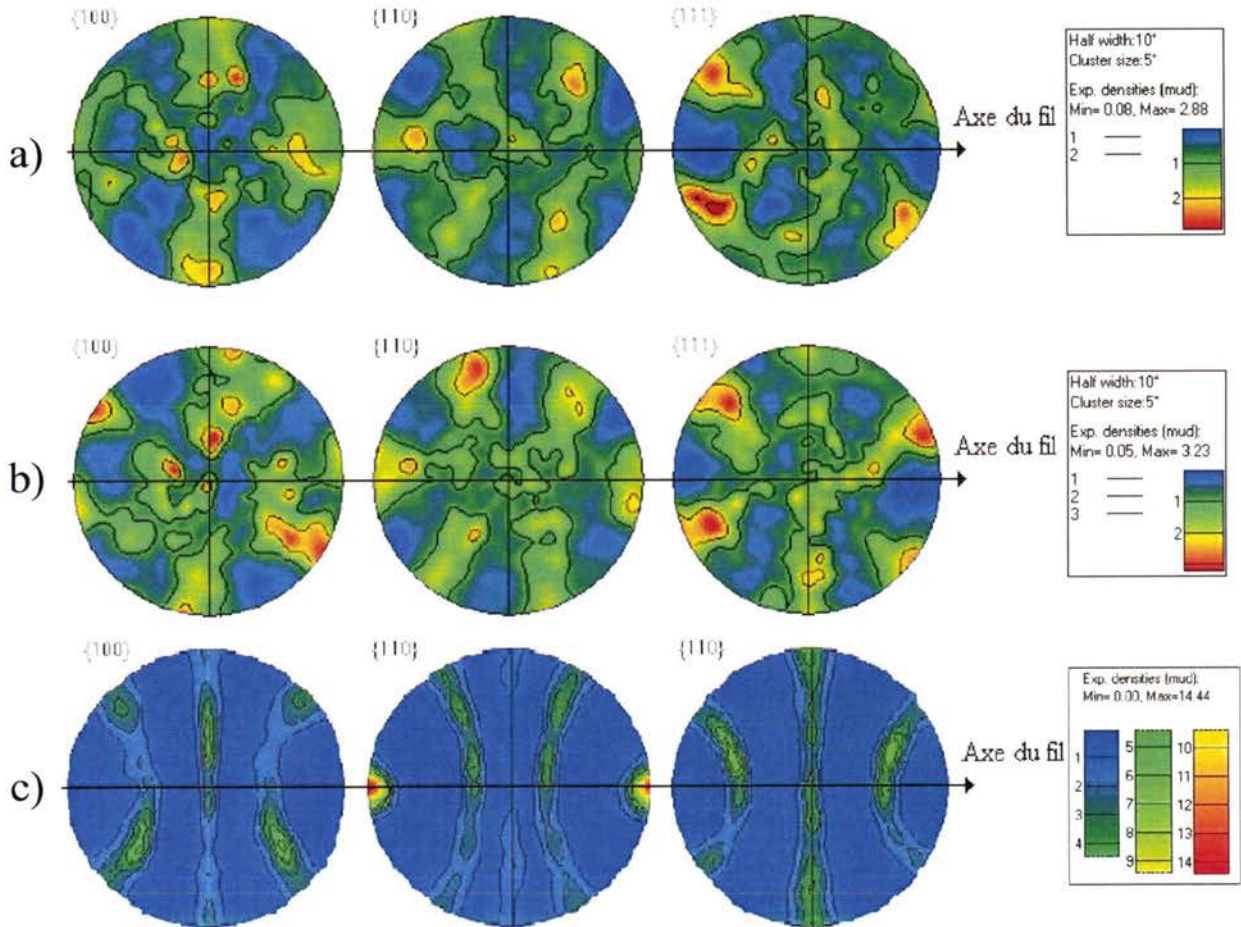 {100}
{110}
{111}
Half width:10°
Cluster size:5°
Exp. densities (mud):
Min= 0.08, Max= 2.88
1
2
1
2
a)
Axe du fil
{100}
{110}
{111}
Half width:10°
Cluster size:5°
Exp. densities (mud):
Min= 0.05, Max= 3.23
1
2
3
1
2
b)
Axe du fil
{100}
{110}
{110}
Exp. densities (mud):
Min= 0.00, Max=14.44
1
2
3
4
5
6
7
8
9
10
11
12
13
14
c)
Axe du fil